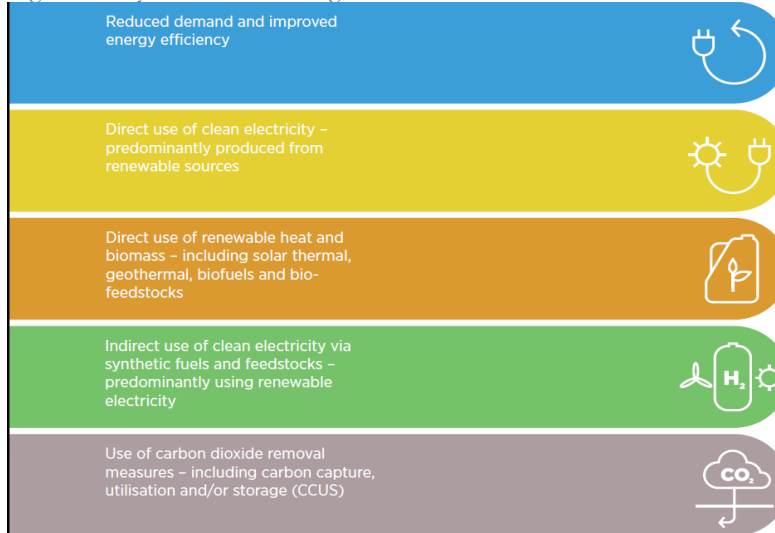 Reduced demand and improved
energy efficiency
Direct use of clean electricity –
predominantly produced from
renewable sources
Direct use of renewable heat and
biomass – including solar thermal,
geothermal, biofuels and bio-
feedstocks
Indirect use of clean electricity via
synthetic fuels and feedstocks –
predominantly using renewable
electricity
H₂
Use of carbon dioxide removal
measures – including carbon capture,
utilisation and/or storage (CCUS)
CO₂